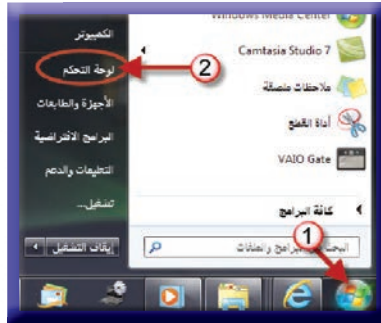 Windows Media Center
Camtasia Studio 7
ملاحظات ملصقة
أداة القطع
VAIO Gate
كافة البرامج
1
البحث البرامج والملفات
الكمبيوتر
لوحة التحكم
2
الأجهزة والطابعات
البرامج الافتراضية
التعليمات والدعم
تشغيل...
إيقاف التشغيل